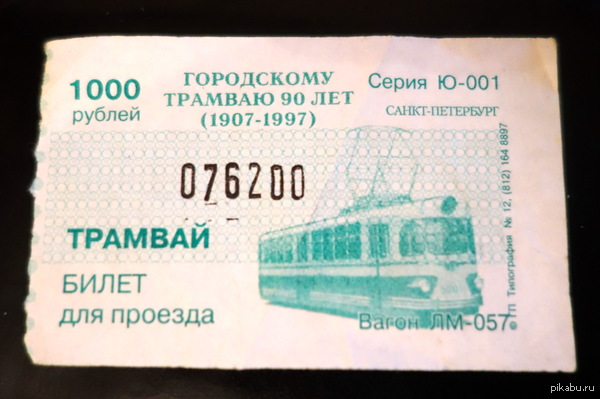 1000
рублей
ГОРОДСКОМУ
ТРАМВАЮ 90 ЛЕТ
(1907-1997)
Серия Ю-001
САНКТ-ПЕТЕРБУРГ
076200
ТРАМВАЙ
БИЛЕТ
для проезда
Вагон ЛМ-057
ГП Типография № 12, (812) 164 8897
pikabu.ru